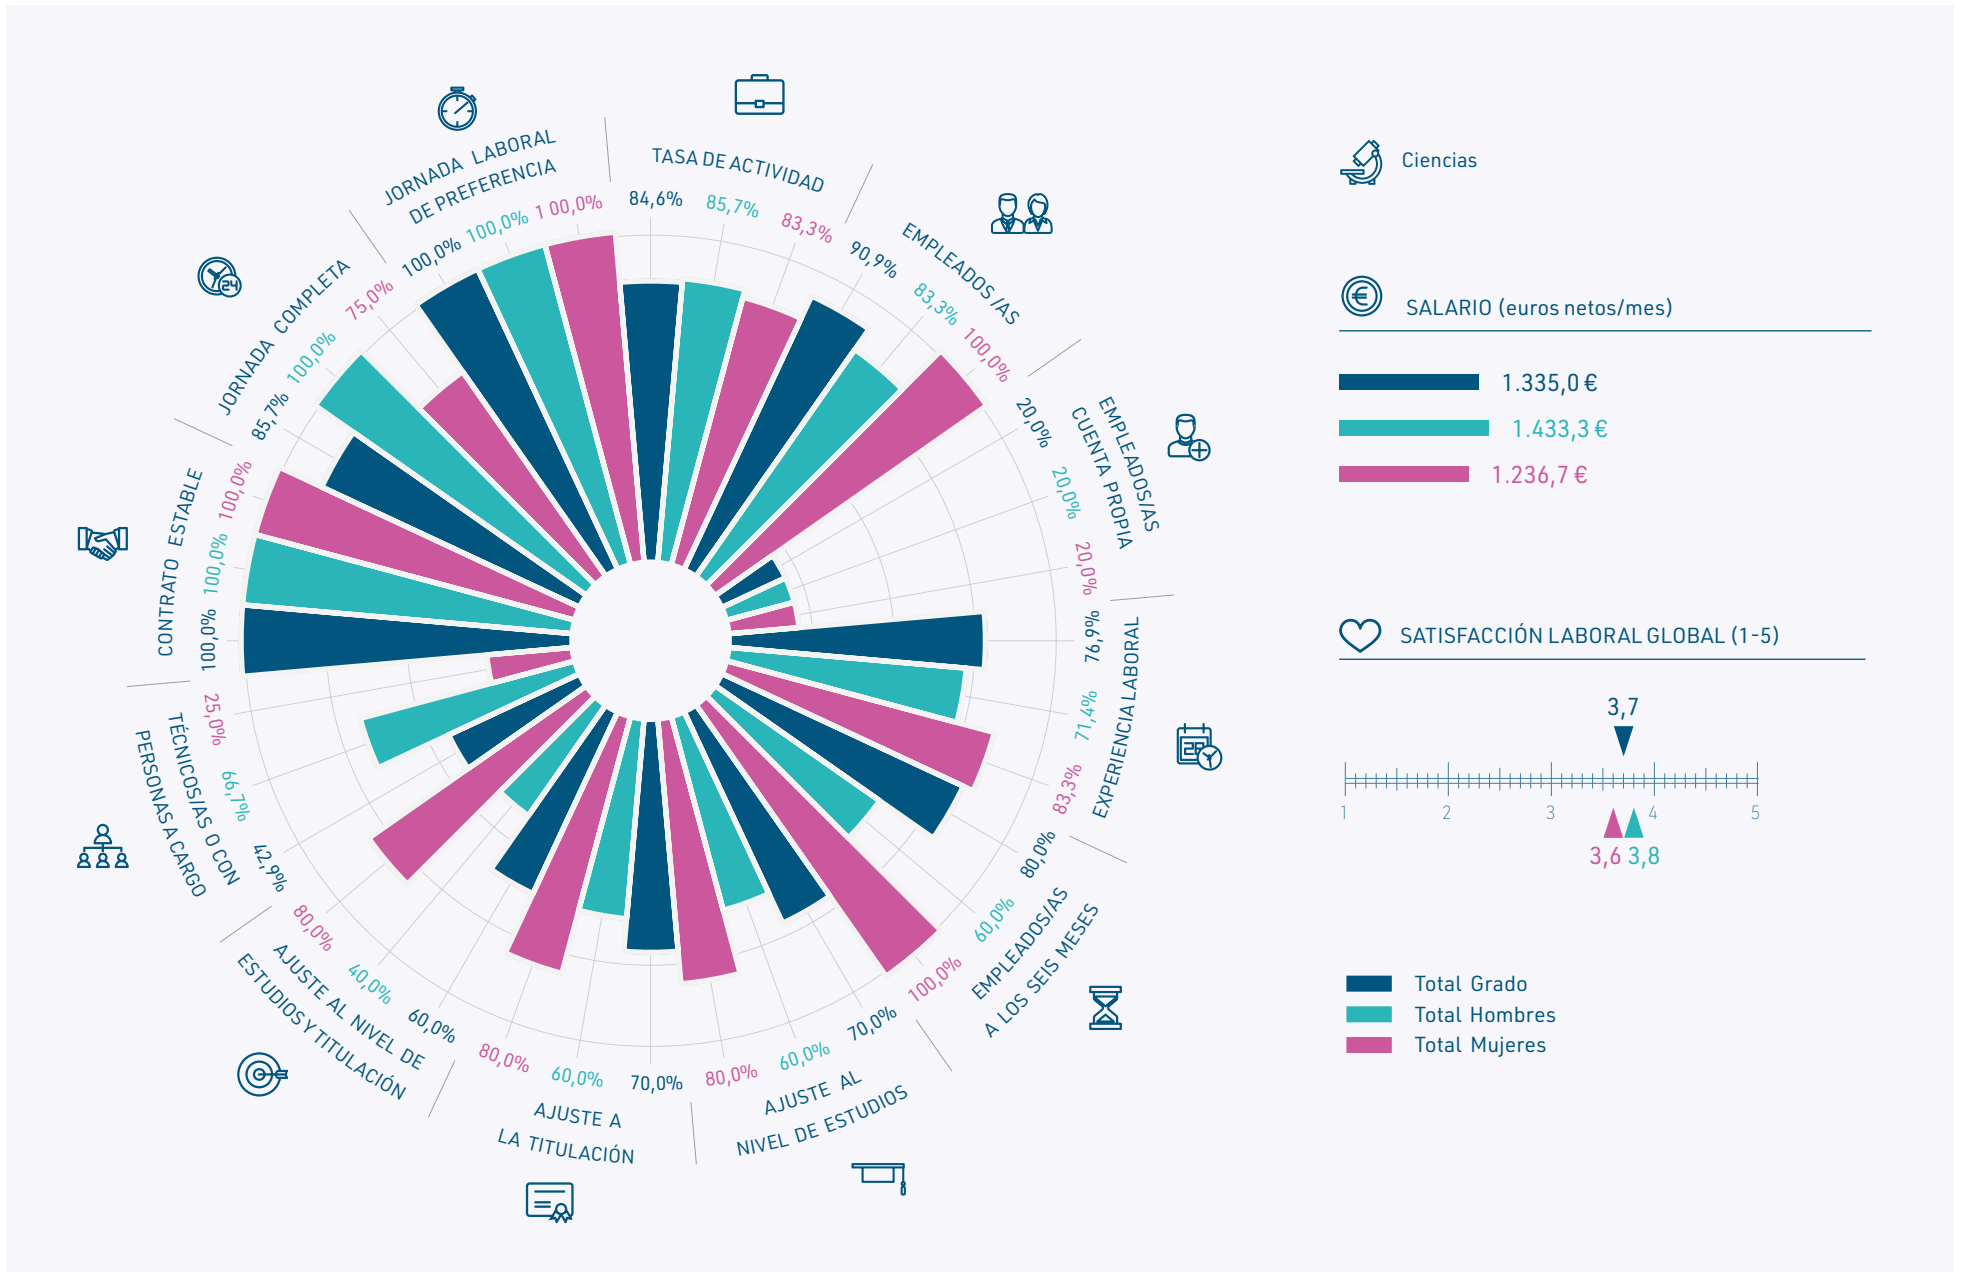 JORNADA LABORAL
DE PREFERENCIA
100,0%
100,0%
1 00,0%
TASA DE ACTIVIDAD
84,6%
85,7%
83,3%
EMPLEADOS /AS
90,9%
83,3%
100,0%
EMPLEADOS/AS
CUENTA PROPIA
20,0%
20,0%
20,0%
EXPERIENCIA LABORAL
76,9%
71,4%
83,3%
EMPLEADOS/AS
A LOS SEIS MESES
80,0%
60,0%
100,0%
AJUSTE AL
NIVEL DE ESTUDIOS
70,0%
60,0%
80,0%
AJUSTE A
LA TITULACIÓN
70,0%
60,0%
80,0%
AJUSTE AL NIVEL DE
ESTUDIOS Y TITULACIÓN
60,0%
40,0%
80,0%
TÉCNICOS/AS O CON
PERSONAS A CARGO
42,9%
66,7%
25,0%
CONTRATO ESTABLE
100,0%
100,0%
100,0%
JORNADA COMPLETA
85,7%
100,0%
75,0%
24
28
Ciencias
€
SALARIO (euros netos/mes)
1.335,0 €
1.433,3 €
1.236,7 €
SATISFACCIÓN LABORAL GLOBAL (1-5)
3,7
1 2 3 4 5
3,6 3,8
Total Grado
Total Hombres
Total Mujeres